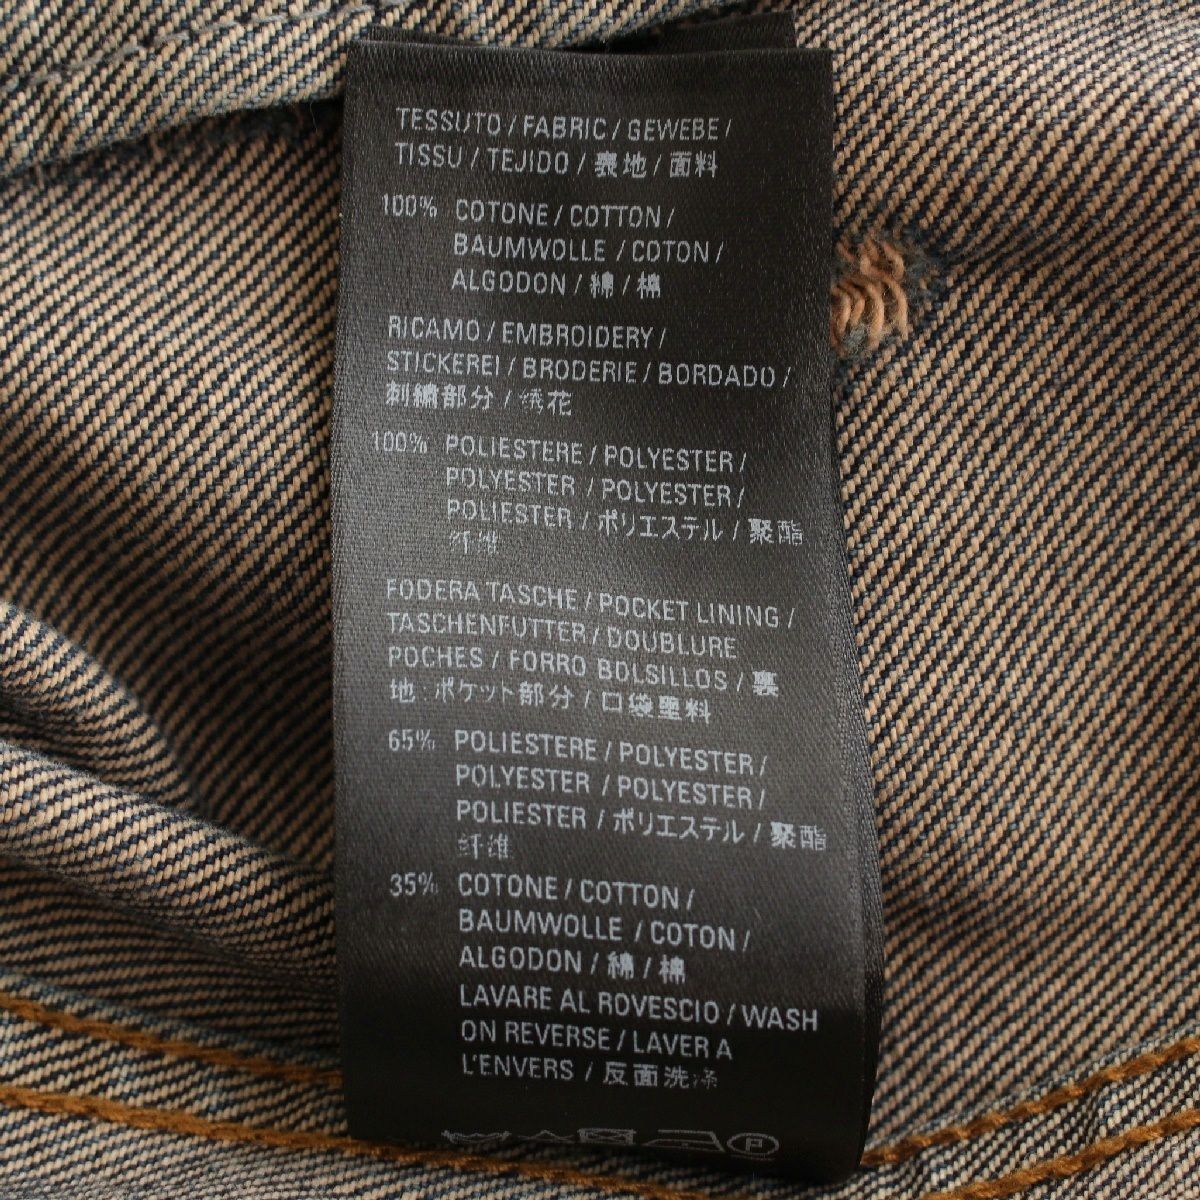 TESSUTO / FABRIC / GEWEBE /
TISSU / TEJIDO / 表地 / 面料
100% COTONE / COTTON /
BAUMWOLLE / COTON /
ALGODON / 綿 / 棉
RICAMO / EMBROIDERY /
STICKEREI / BRODERIE / BORDADO /
刺繍部分 / 绣花
100% POLIESTERE / POLYESTER /
POLYESTER / POLYESTER /
POLIESTER / ポリエステル / 聚酯
纤维
FODERA TASCHE / POCKET LINING /
TASCHENFUTTER / DOUBLURE
POCHES / FORRO BOLSILLOS / 裏
地:ポケット部分 / 口袋里料
65% POLIESTERE / POLYESTER /
POLYESTER / POLYESTER /
POLIESTER / ポリエステル / 聚酯
纤维
35% COTONE / COTTON /
BAUMWOLLE / COTON /
ALGODON / 綿 / 棉
LAVARE AL ROVESCIO / WASH
ON REVERSE / LAVER A
L'ENVERS / 反面洗涤
P